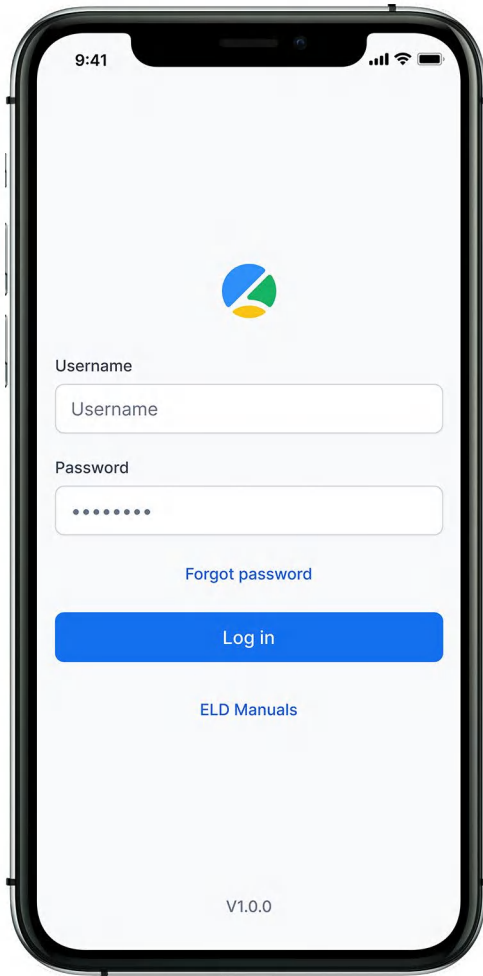 9:41
Username
Username
Password
••••••••
Forgot password
Log in
ELD Manuals
V1.0.0